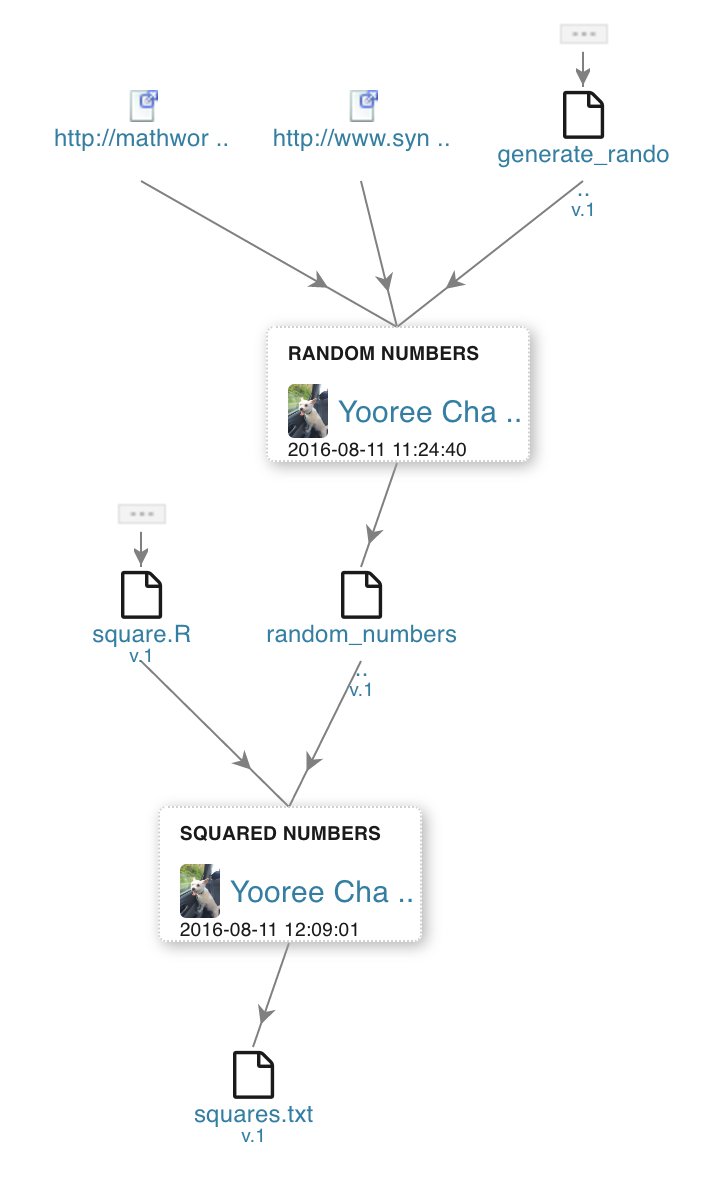 http://mathwor ..
http://www.syn ..
generate_rando
..
v.1
RANDOM NUMBERS
Yooree Cha ..
2016-08-11 11:24:40
square.R
v.1
random_numbers
..
v.1
SQUARED NUMBERS
Yooree Cha ..
2016-08-11 12:09:01
squares.txt
v.1